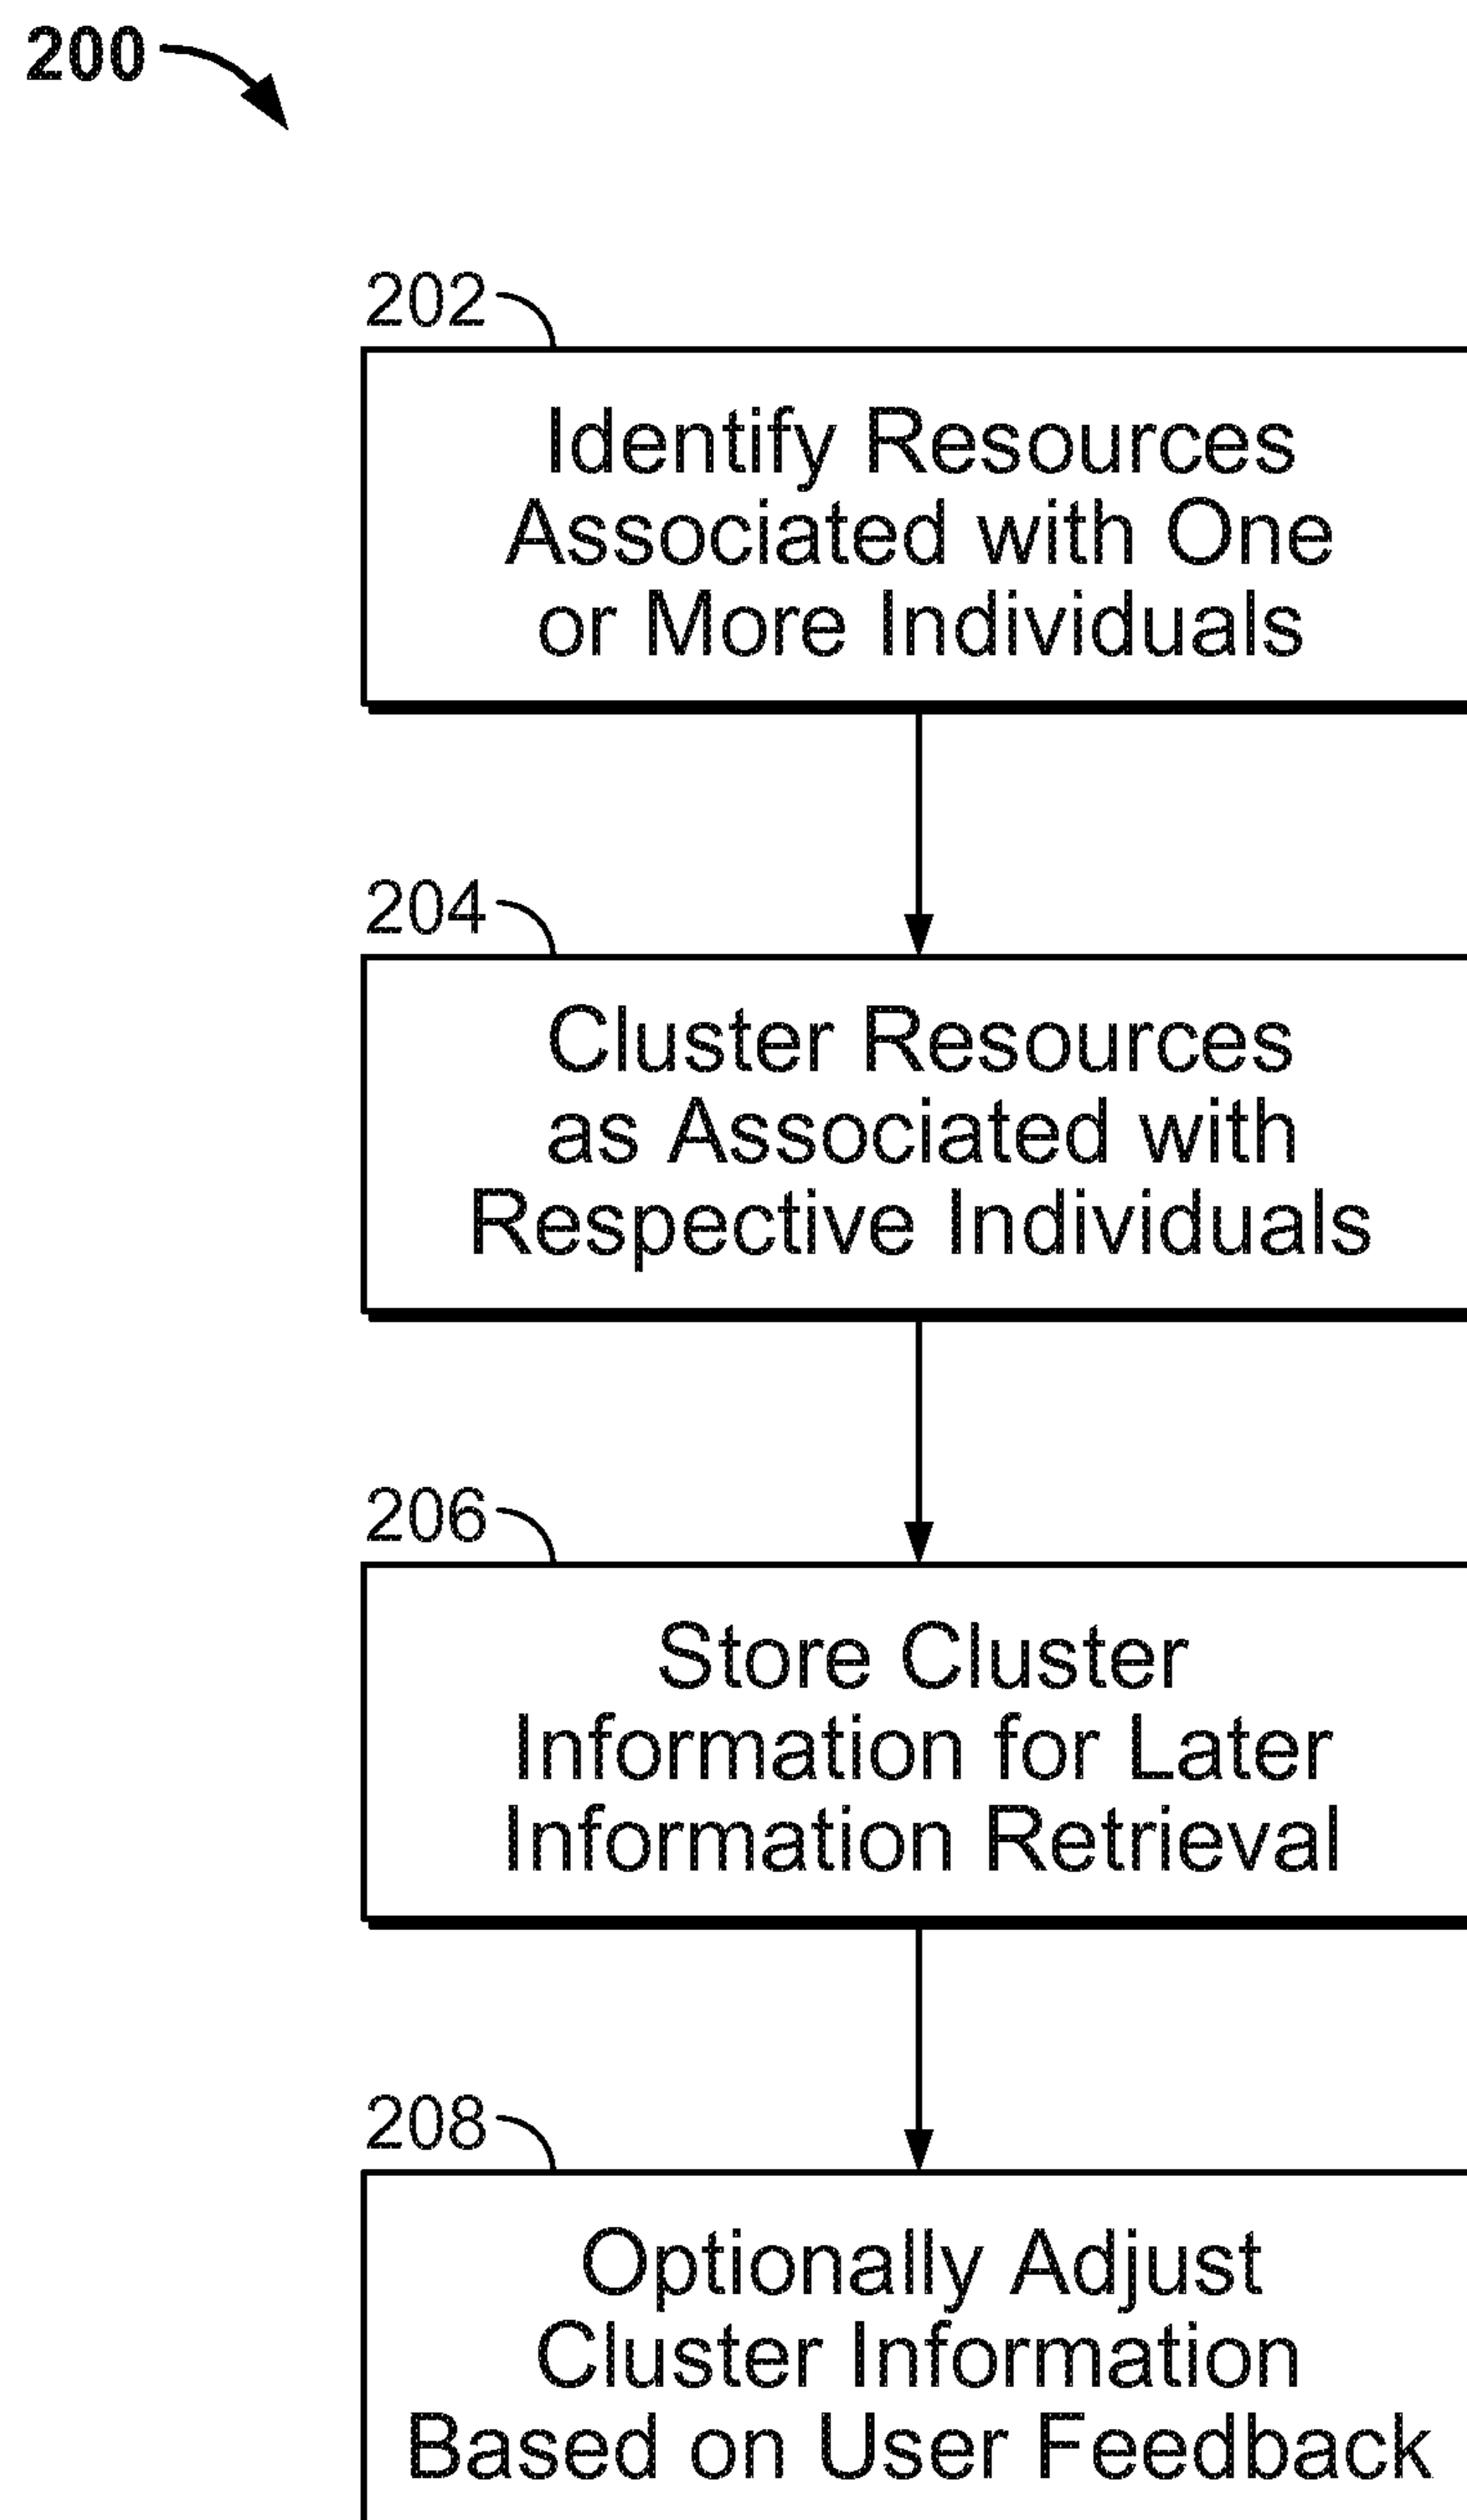 200
202
Identify Resources
Associated with One
or More Individuals
204
Cluster Resources
as Associated with
Respective Individuals
206
Store Cluster
Information for Later
Information Retrieval
208
Optionally Adjust
Cluster Information
Based on User Feedback